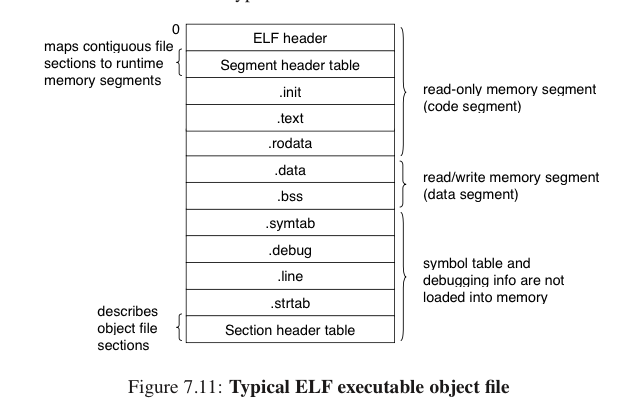 0
ELF header
maps contiguous file
sections to runtime
memory segments
Segment header table
.init
.text
.rodata
read-only memory segment
(code segment)
.data
.bss
read/write memory segment
(data segment)
.symtab
.debug
.line
.strtab
symbol table and
debugging info are not
loaded into memory
describes
object file
sections
Section header table
Figure 7.11: Typical ELF executable object file